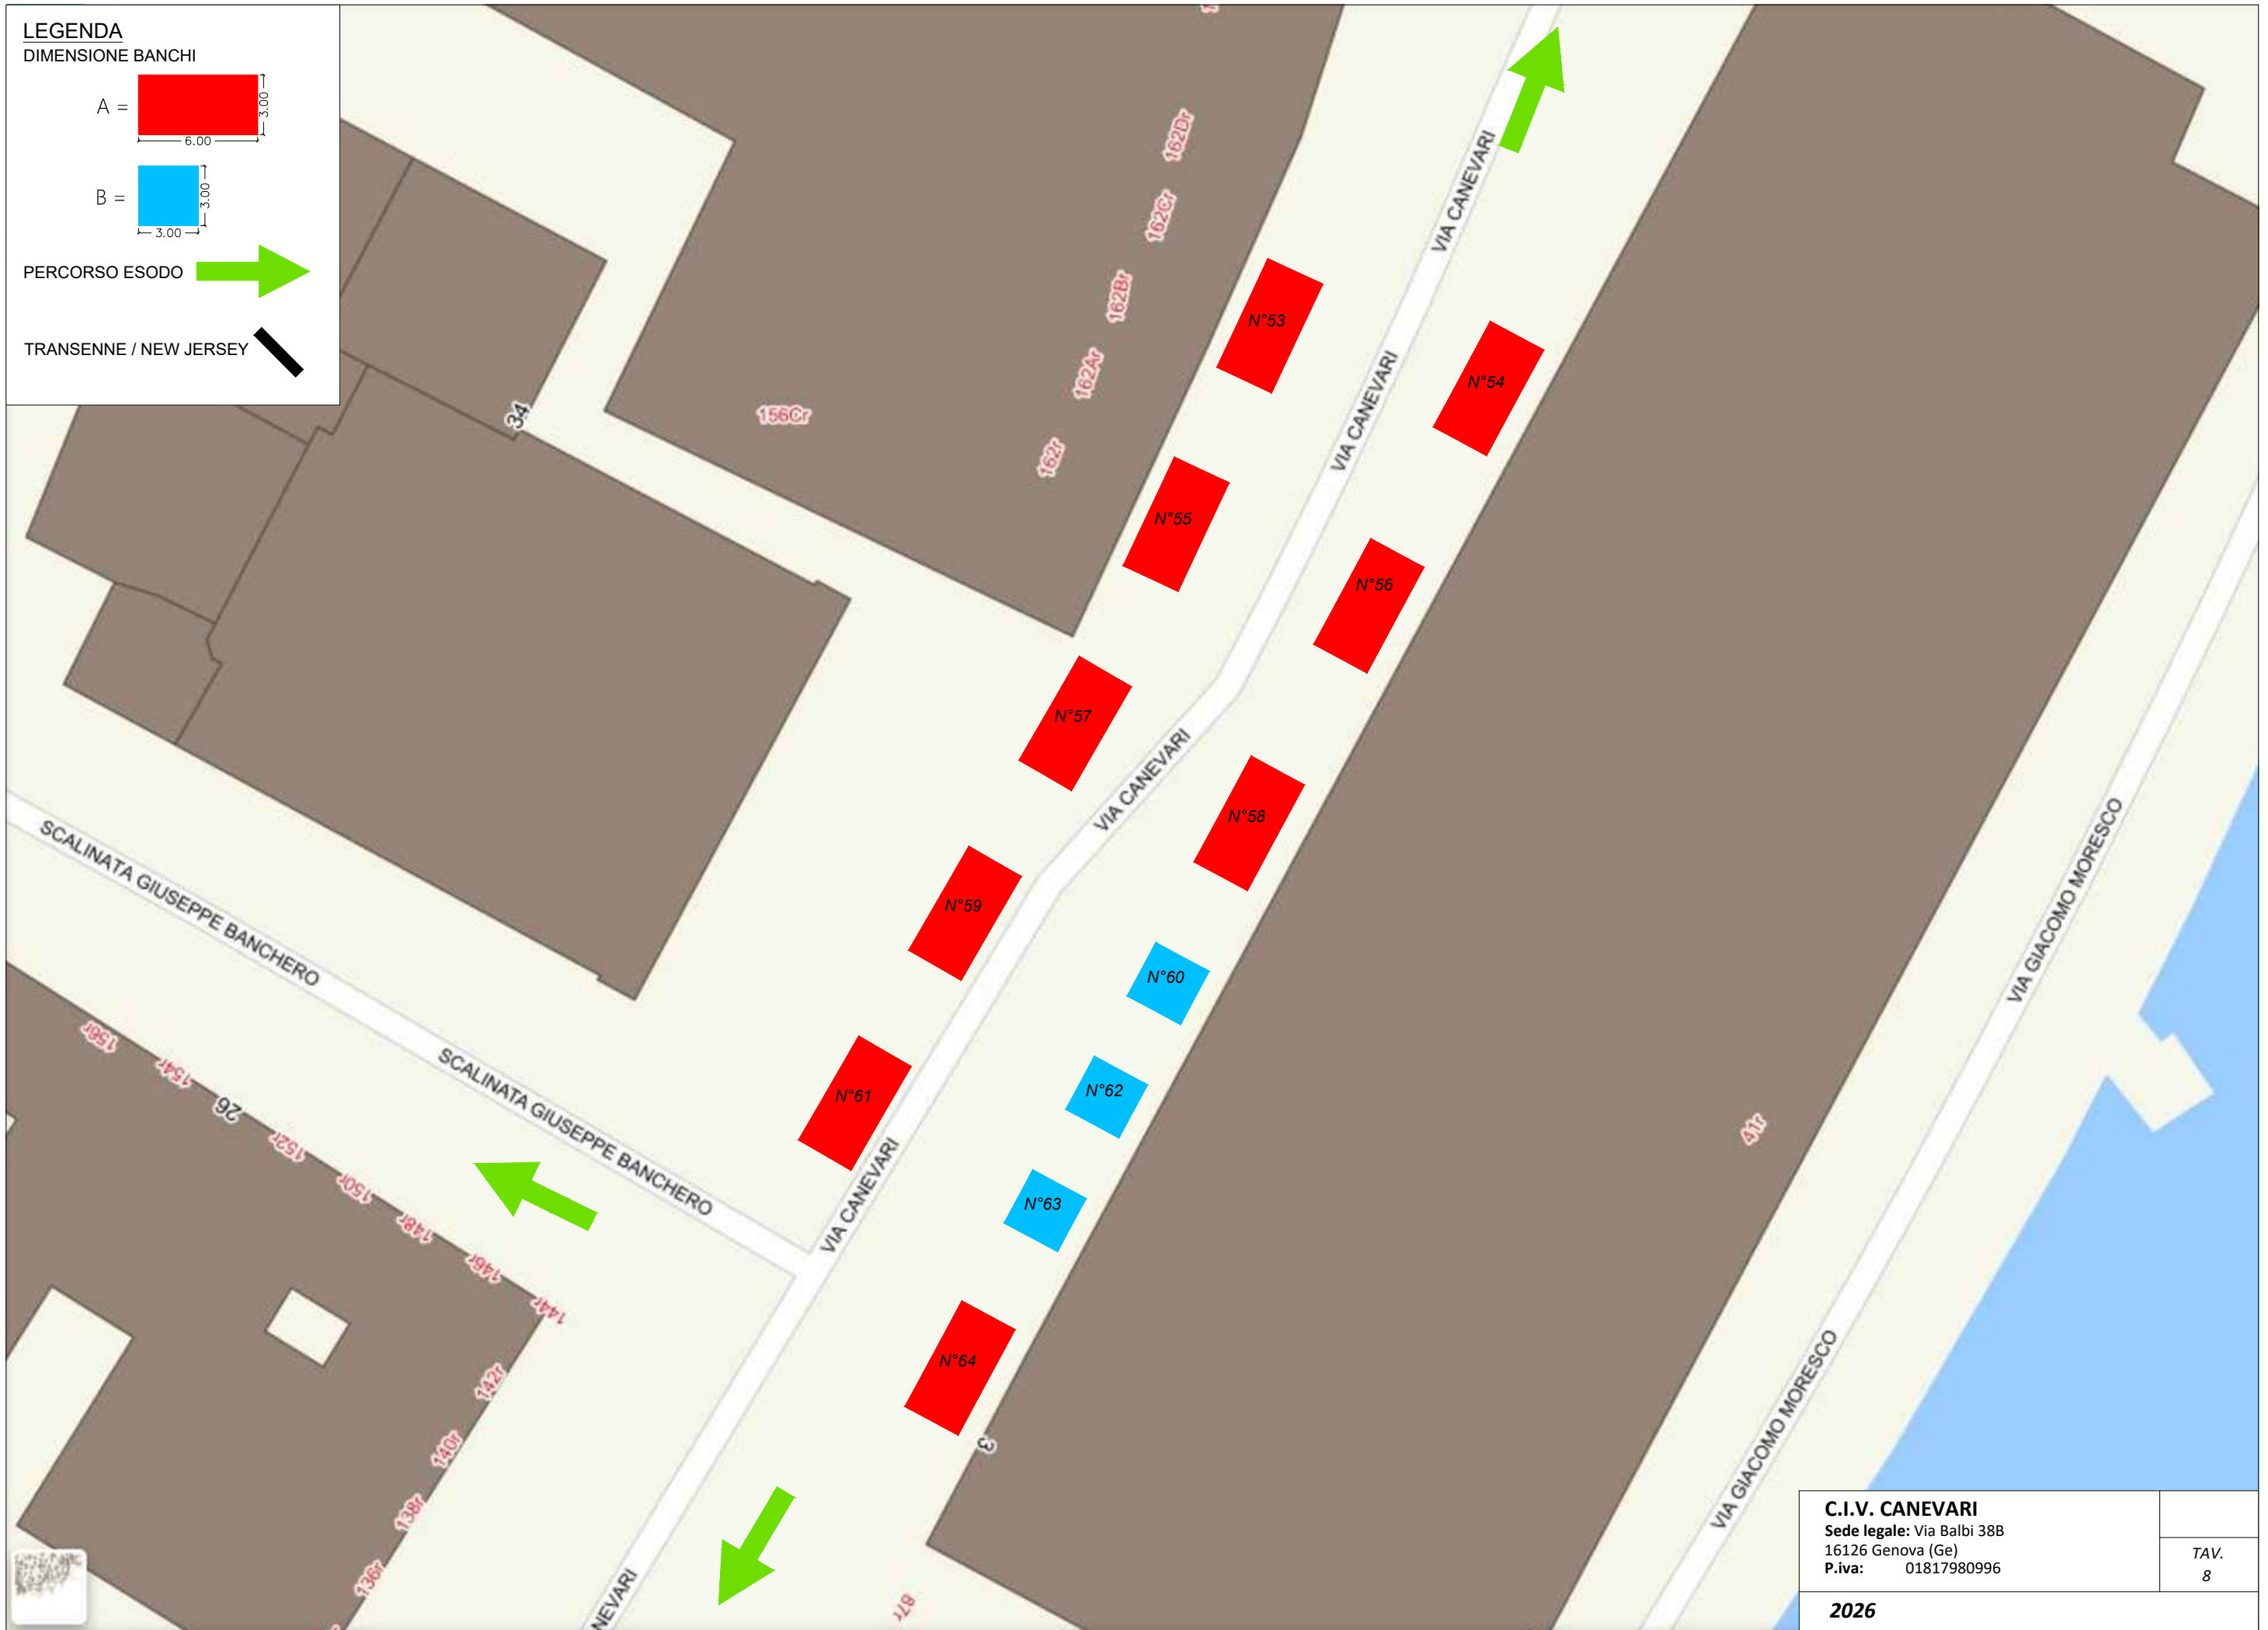 LEGENDA
DIMENSIONE BANCHI
A =
3.00
6.00
B =
3.00
3.00
PERCORSO ESODO
TRANSENNE / NEW JERSEY
162Dr
162Cr
162Br
162Ar
162r
156Cr
34
VIA CANEVARI
VIA CANEVARI
VIA CANEVARI
VIA CANEVARI
N°53
N°54
N°55
N°56
N°57
N°58
N°59
N°60
N°61
N°62
N°63
N°64
SCALINATA GIUSEPPE BANCHERO
SCALINATA GIUSEPPE BANCHERO
156r
154r
26
152r
150r
148r
146r
144r
142r
140r
138r
136r
3
87r
41r
NEVARI
VIA GIACOMO MORESCO
VIA GIACOMO MORESCO
C.I.V. CANEVARI
Sede legale: Via Balbi 38B
16126 Genova (Ge)
P.iva: 01817980996
TAV.
8
2026